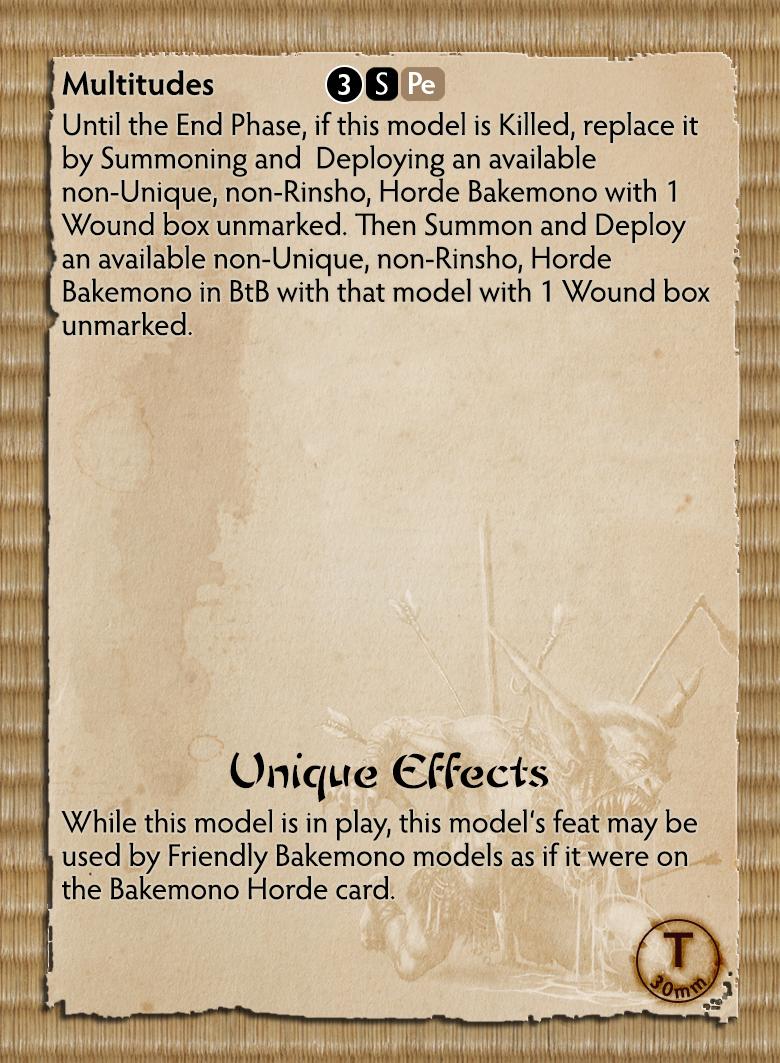 Multitudes 3 S Pe
Until the End Phase, if this model is Killed, replace it
by Summoning and  Deploying an available
non-Unique, non-Rinsho, Horde Bakemono with 1
Wound box unmarked. Then Summon and Deploy
an available non-Unique, non-Rinsho, Horde
Bakemono in BtB with that model with 1 Wound box
unmarked.
Unique Effects
While this model is in play, this model's feat may be
used by Friendly Bakemono models as if it were on
the Bakemono Horde card.
T
30mm